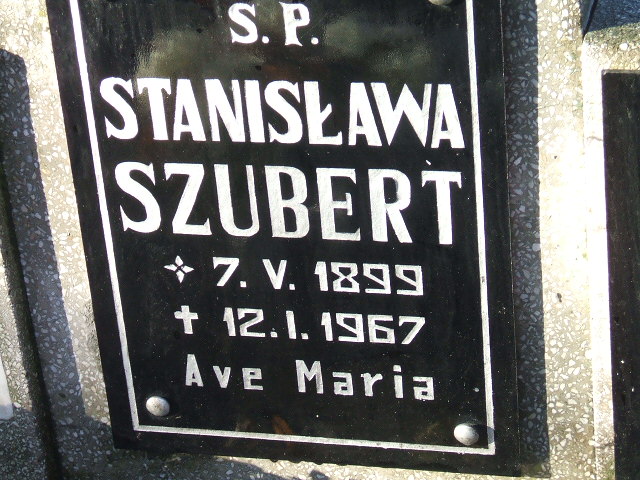 S. P.
STANISŁAWA
SZUBERT
7. V. 1899
12. I. 1967
Ave Maria